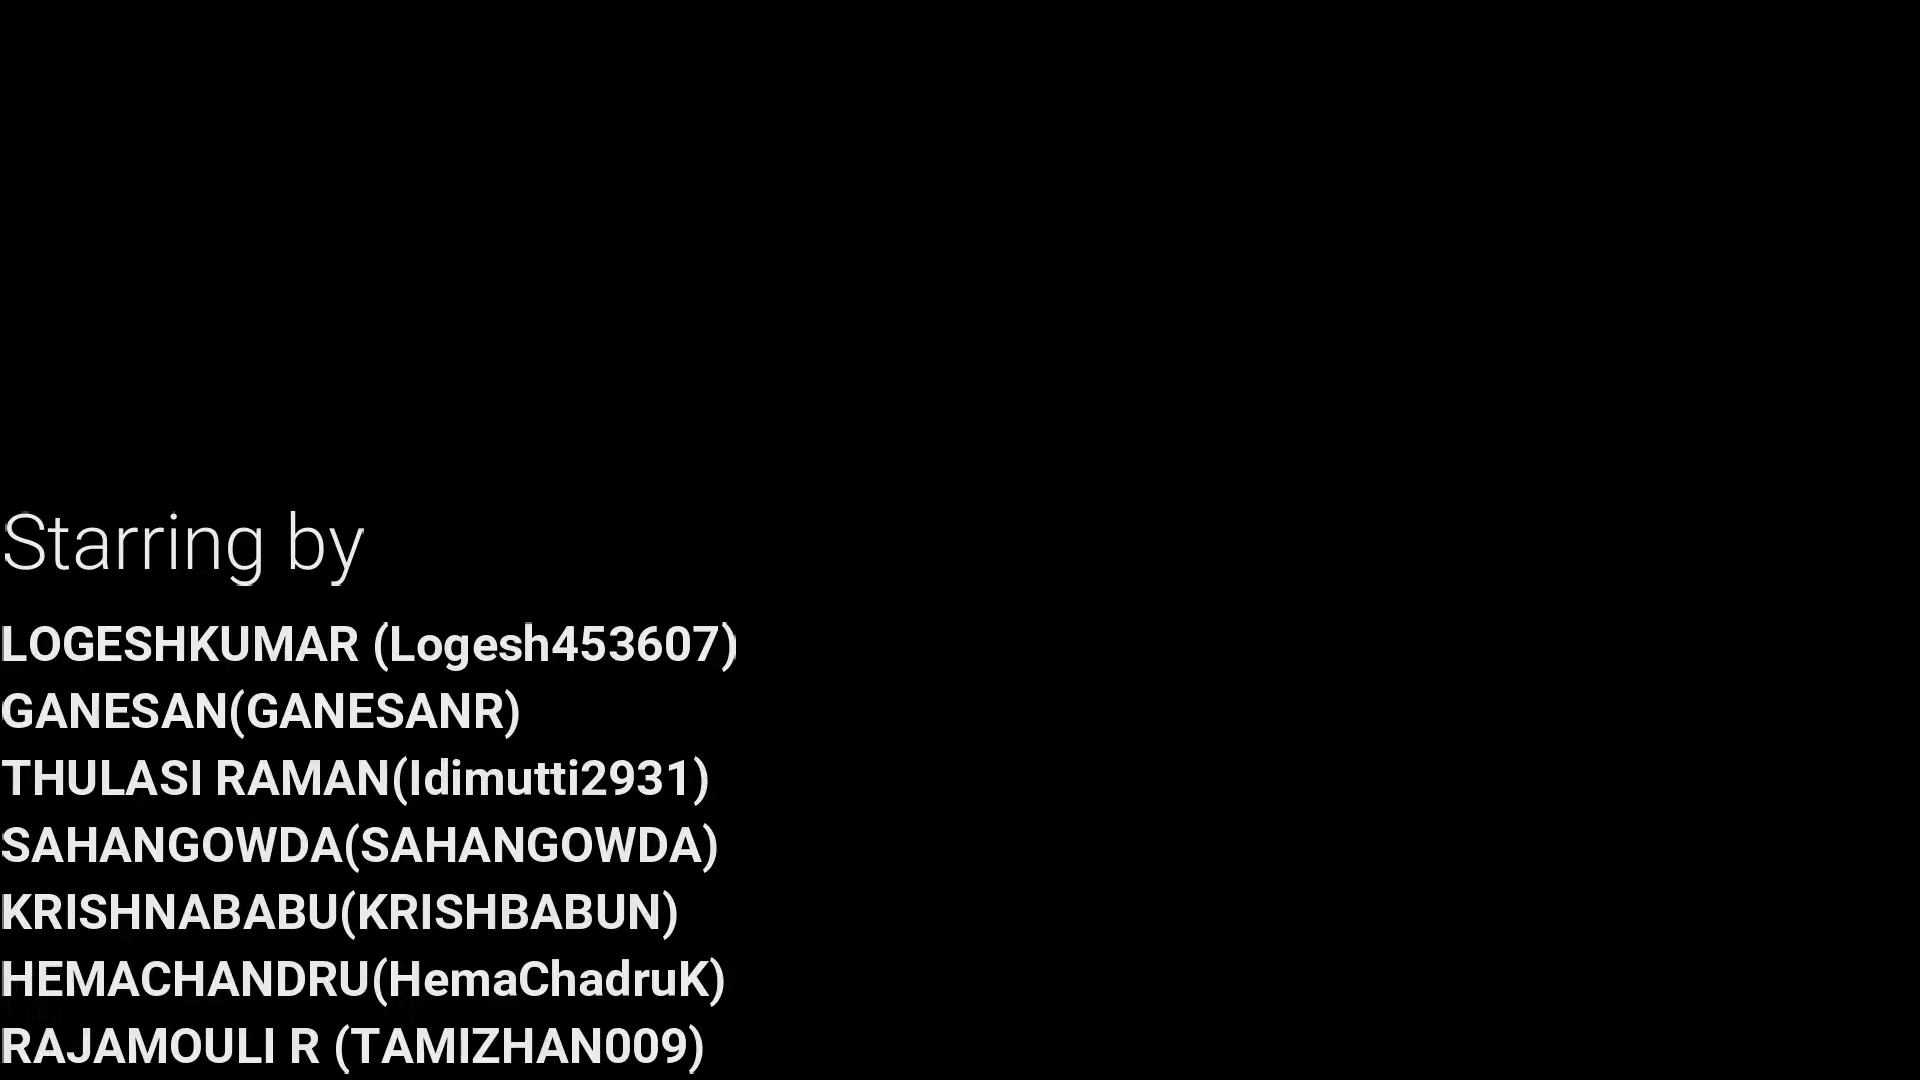 Starring by
LOGESHKUMAR (Logesh453607)
GANESAN(GANESANR)
THULASI RAMAN(Idimutti2931)
SAHANGOWDA(SAHANGOWDA)
KRISHNABABU(KRISHBABUN)
HEMACHANDRU(HemaChadruK)
RAJAMOULI R (TAMIZHAN009)